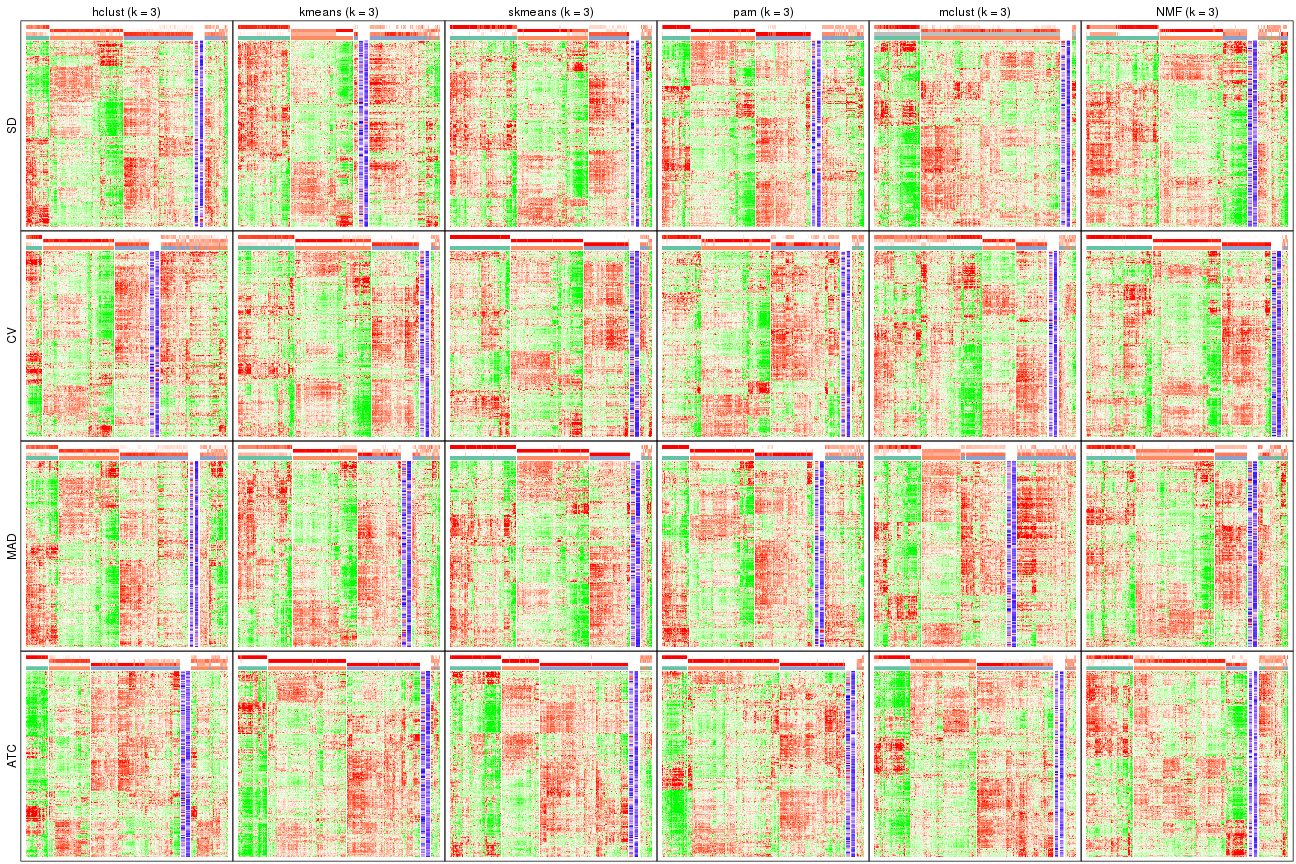 hclust (k = 3) kmeans (k = 3) skmeans (k = 3) pam (k = 3) mclust (k = 3) NMF (k = 3)
SD
CV
MAD
ATC